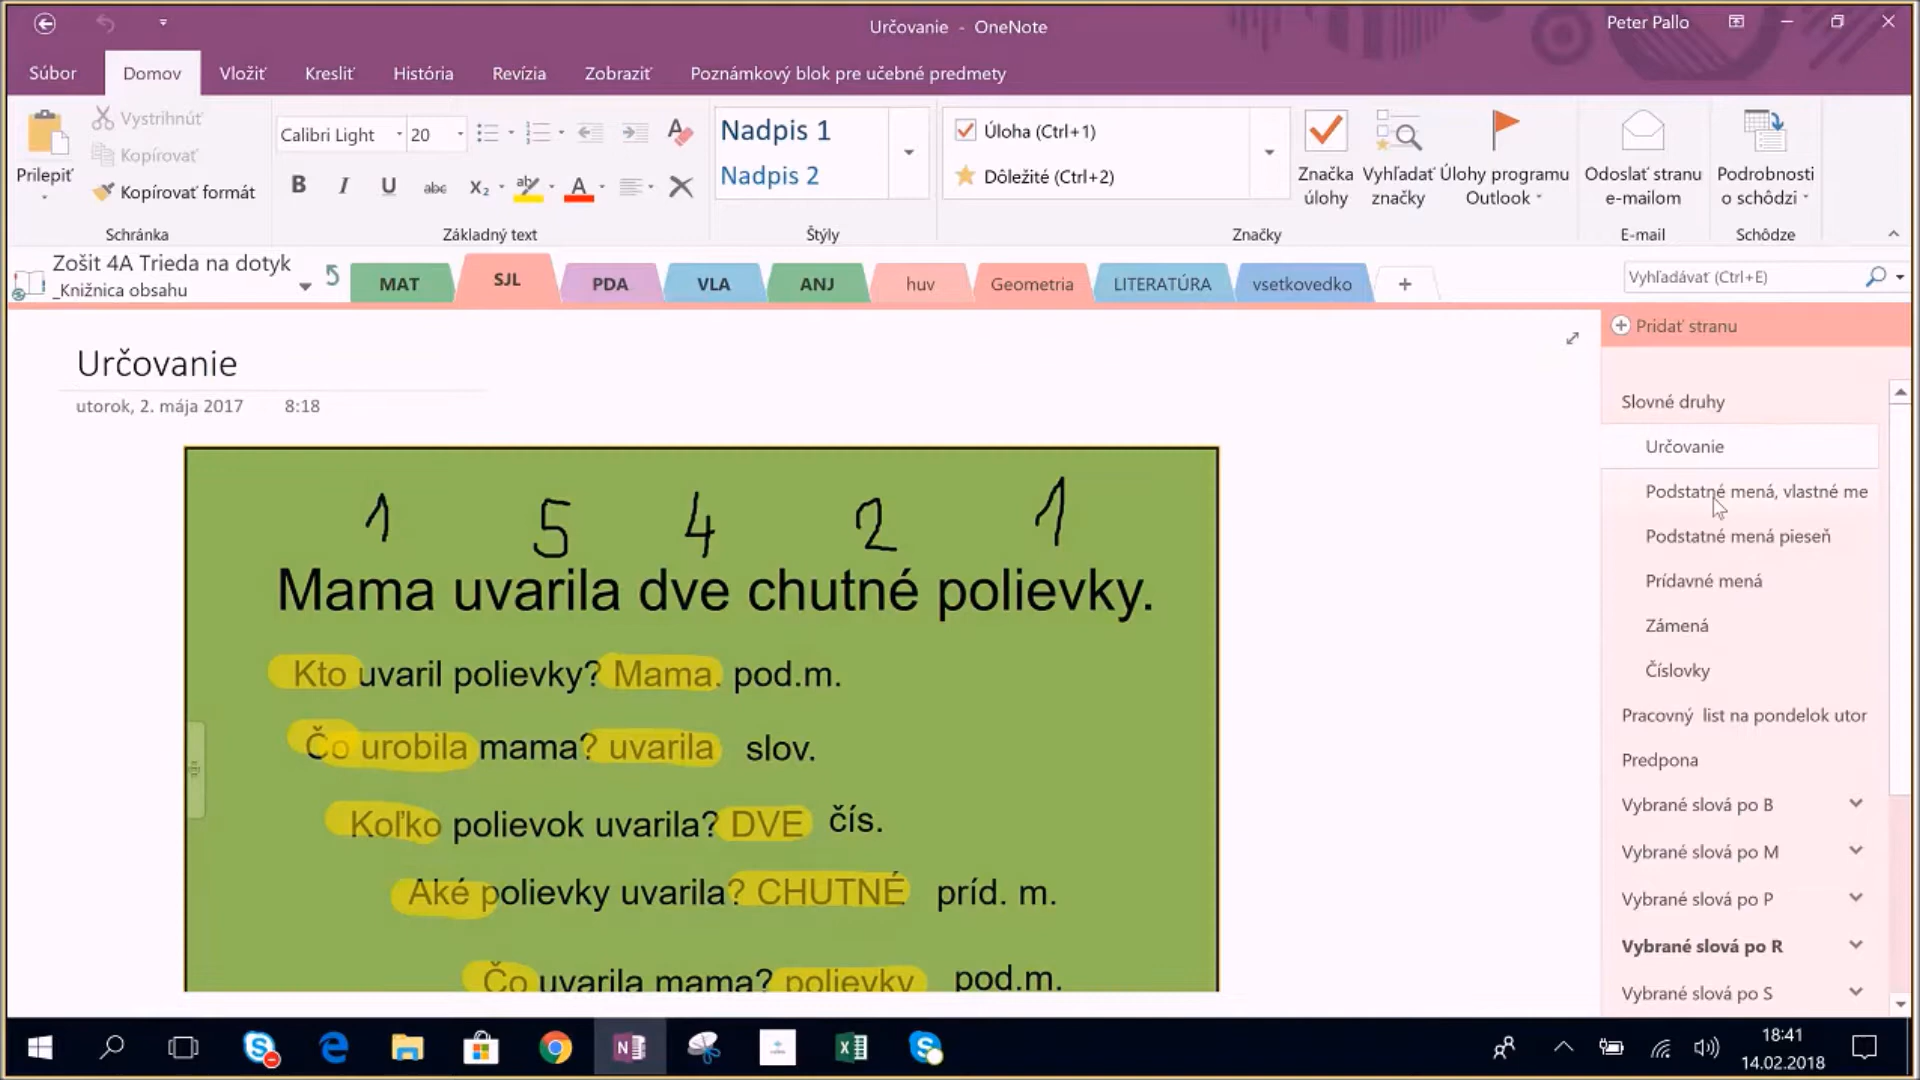 Určovanie - OneNote
Peter Pallo
Súbor Domov Vložiť Kresliť História Revízia Zobraziť Poznámkový blok pre učebné predmety
Prilepiť
Vystrihnúť
Kopírovať
Kopírovať formát
Schránka
Calibri Light 20
B I U abc X₂ A
Základný text
Nadpis 1
Nadpis 2
Štýly
Úloha (Ctrl+1)
Dôležité (Ctrl+2)
Značka úlohy
Vyhľadať značky
Úlohy programu Outlook
Značky
Odoslať stranu e-mailom
E-mail
Podrobnosti o schôdzi
Schôdze
Zošit 4A Trieda na dotyk
_Knižnica obsahu
MAT SJL PDA VLA ANJ huv Geometria LITERATÚRA vsetkovedko +
Vyhľadávať (Ctrl+E)
Určovanie
utorok, 2. mája 2017 8:18
1 5 4 2 1
Mama uvarila dve chutné polievky.
Kto uvaril polievky? Mama. pod.m.
Čo urobila mama? uvarila slov.
Koľko polievok uvarila? DVE čís.
Aké polievky uvarila? CHUTNÉ príd. m.
Čo uvarila mama? polievky pod.m.
Pridať stranu
Slovné druhy
Určovanie
Podstatné mená, vlastné me
Podstatné mená pieseň
Prídavné mená
Zámená
Číslovky
Pracovný list na pondelok utor
Predpona
Vybrané slová po B
Vybrané slová po M
Vybrané slová po P
Vybrané slová po R
Vybrané slová po S
18:41
14.02.2018